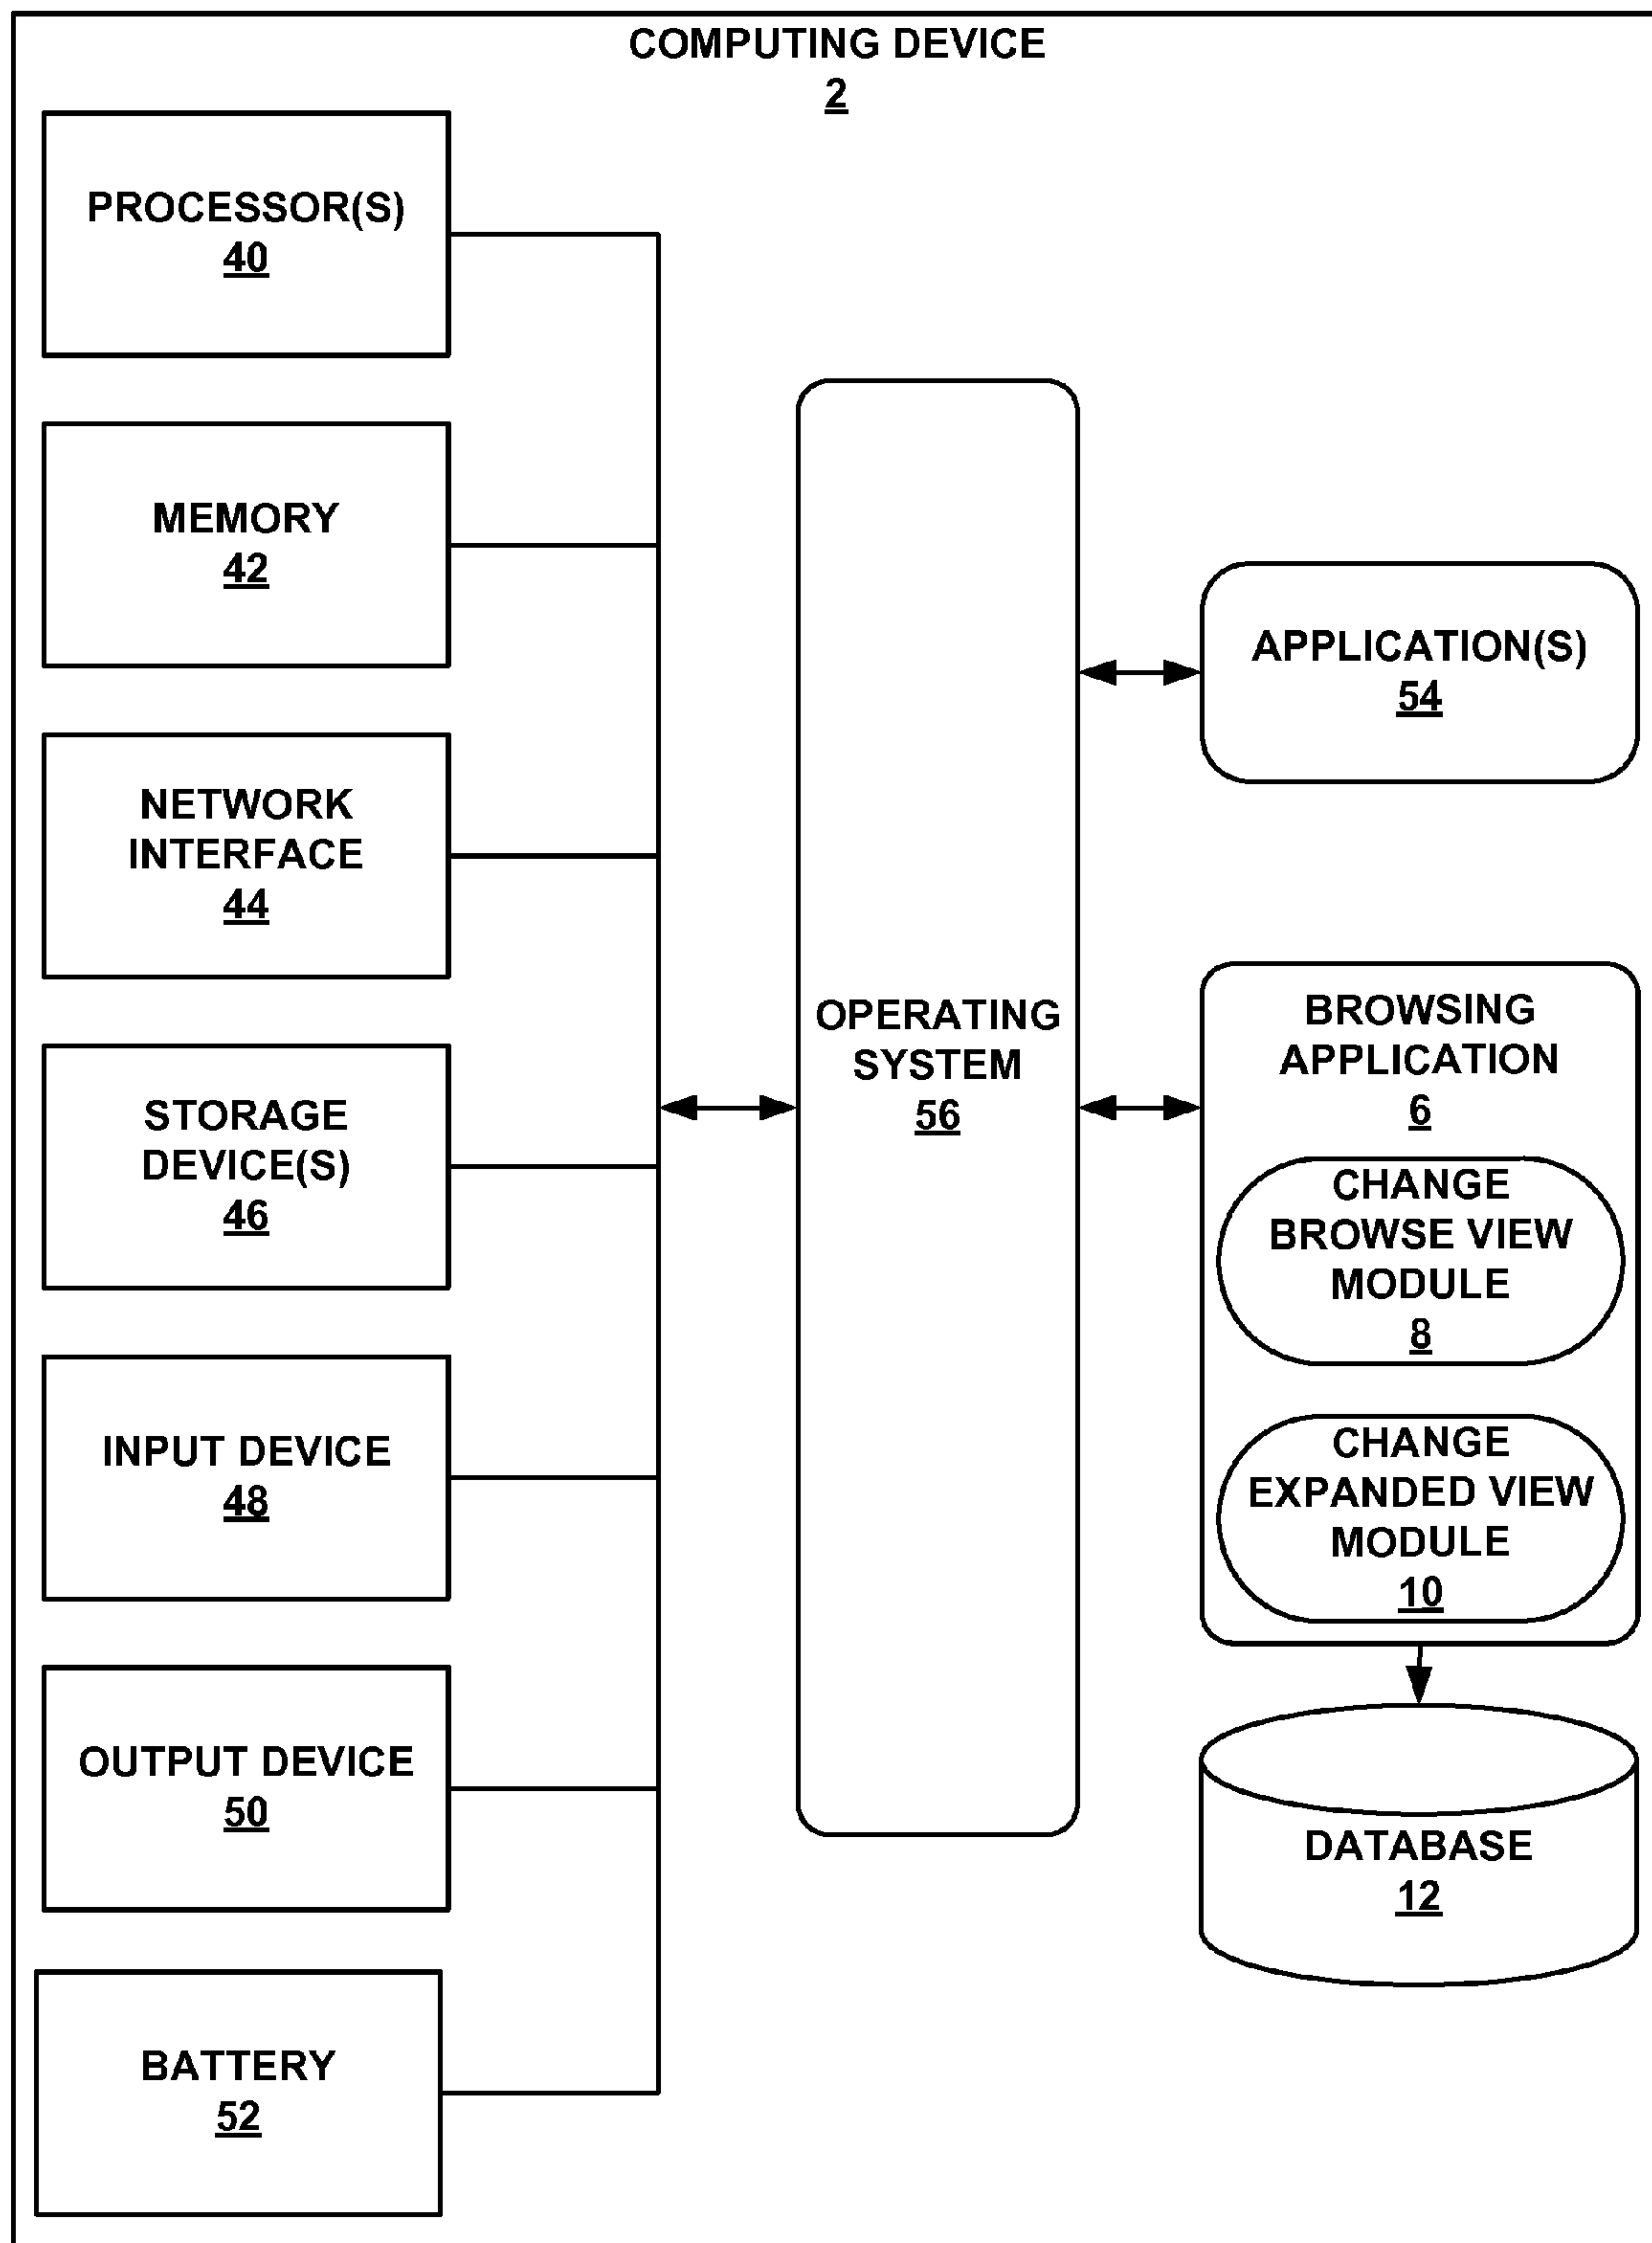 COMPUTING DEVICE
2
PROCESSOR(S)
40
MEMORY
42
NETWORK
INTERFACE
44
STORAGE
DEVICE(S)
46
INPUT DEVICE
48
OUTPUT DEVICE
50
BATTERY
52
OPERATING
SYSTEM
56
APPLICATION(S)
54
BROWSING
APPLICATION
6
CHANGE
BROWSE VIEW
MODULE
8
CHANGE
EXPANDED VIEW
MODULE
10
DATABASE
12